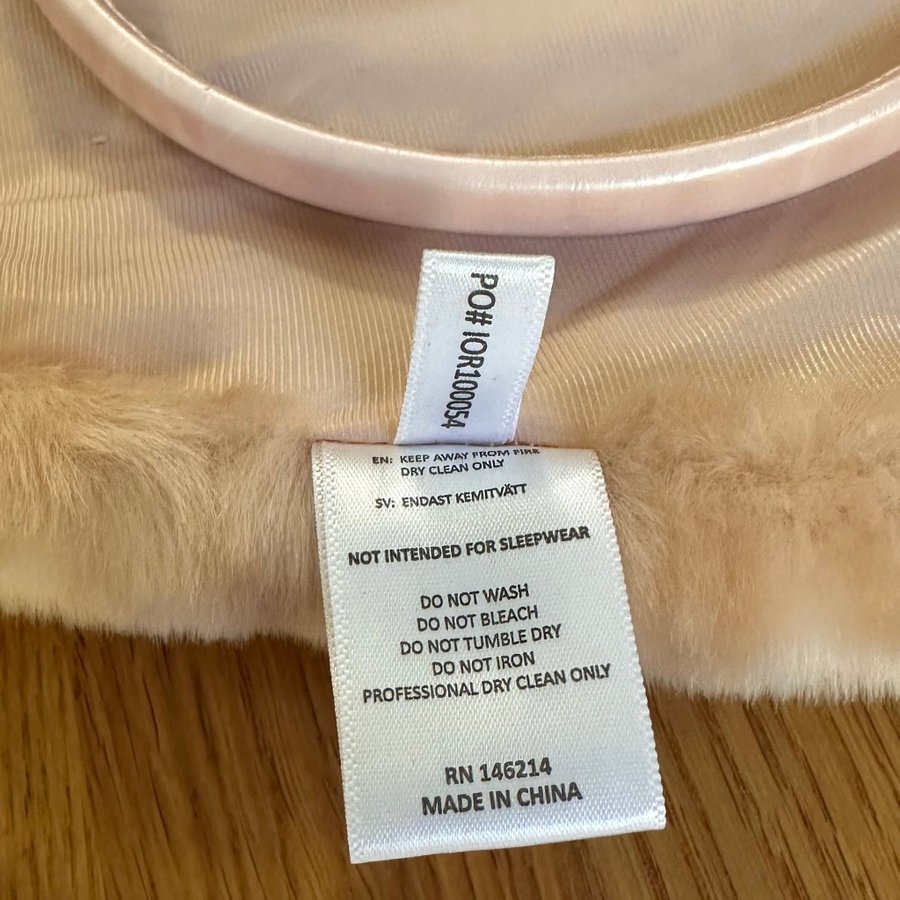 PO# IOR100054
EN: KEEP AWAY FROM FIRE
DRY CLEAN ONLY
SV: ENDAST KEMITVÄTT
NOT INTENDED FOR SLEEPWEAR
DO NOT WASH
DO NOT BLEACH
DO NOT TUMBLE DRY
DO NOT IRON
PROFESSIONAL DRY CLEAN ONLY
RN 146214
MADE IN CHINA